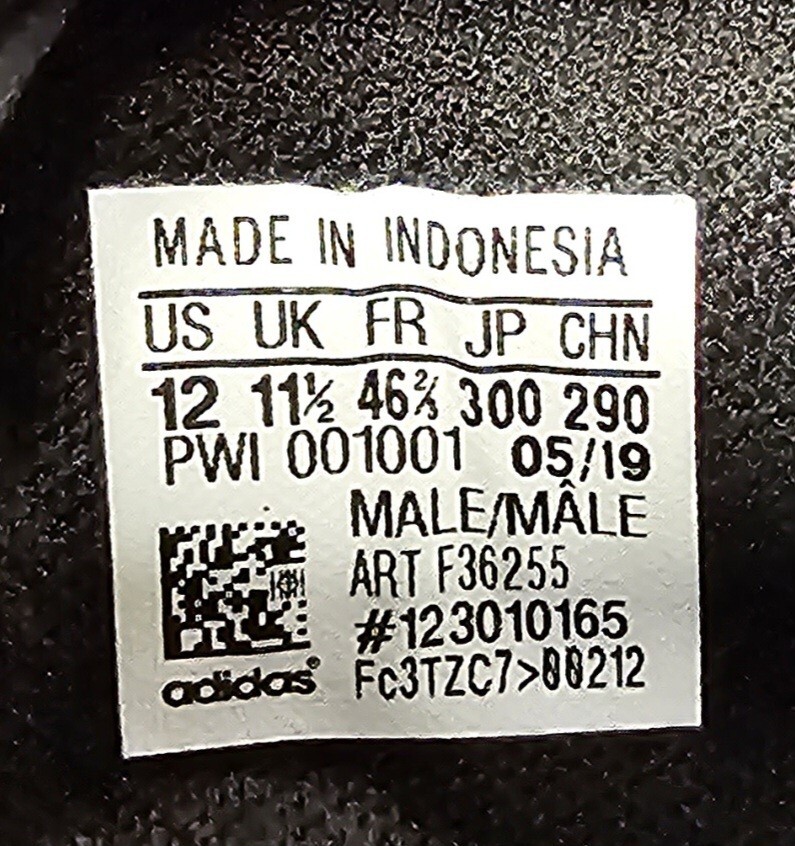 MADE IN INDONESIA
US UK FR JP CHN
12 11½ 46⅔ 300 290
PWI 001001 05/19
MALE/MÂLE
ART F36255
#123010165
Fc3TZC7>00212
adidas®